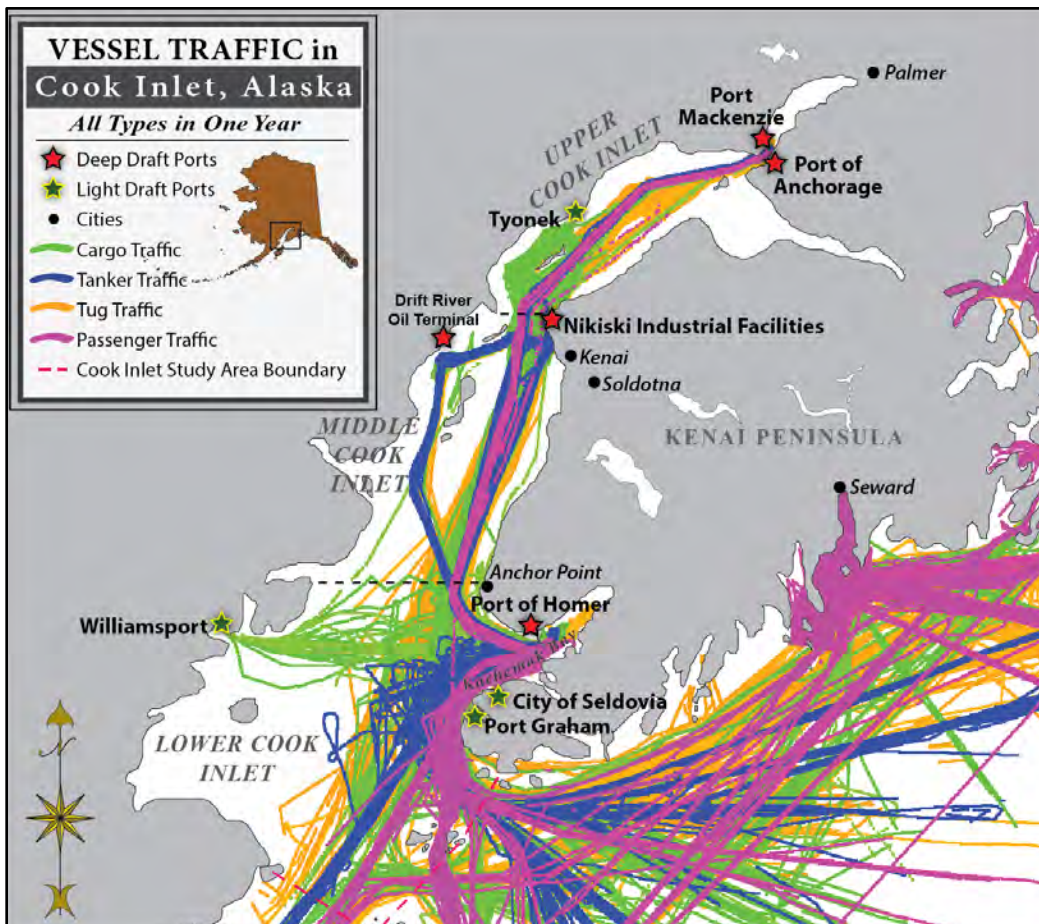 VESSEL TRAFFIC in
Cook Inlet, Alaska
All Types in One Year
Deep Draft Ports
Light Draft Ports
Cities
Cargo Traffic
Tanker Traffic
Tug Traffic
Passenger Traffic
Cook Inlet Study Area Boundary
Palmer
Port
Mackenzie
Port of
Anchorage
UPPER
COOK INLET
Tyonek
Drift River
Oil Terminal
Nikiski Industrial Facilities
Kenai
Soldotna
MIDDLE
COOK
INLET
KENAI PENINSULA
Seward
Anchor Point
Port of Homer
Williamsport
Kachemak Bay
City of Seldovia
Port Graham
LOWER COOK
INLET
N